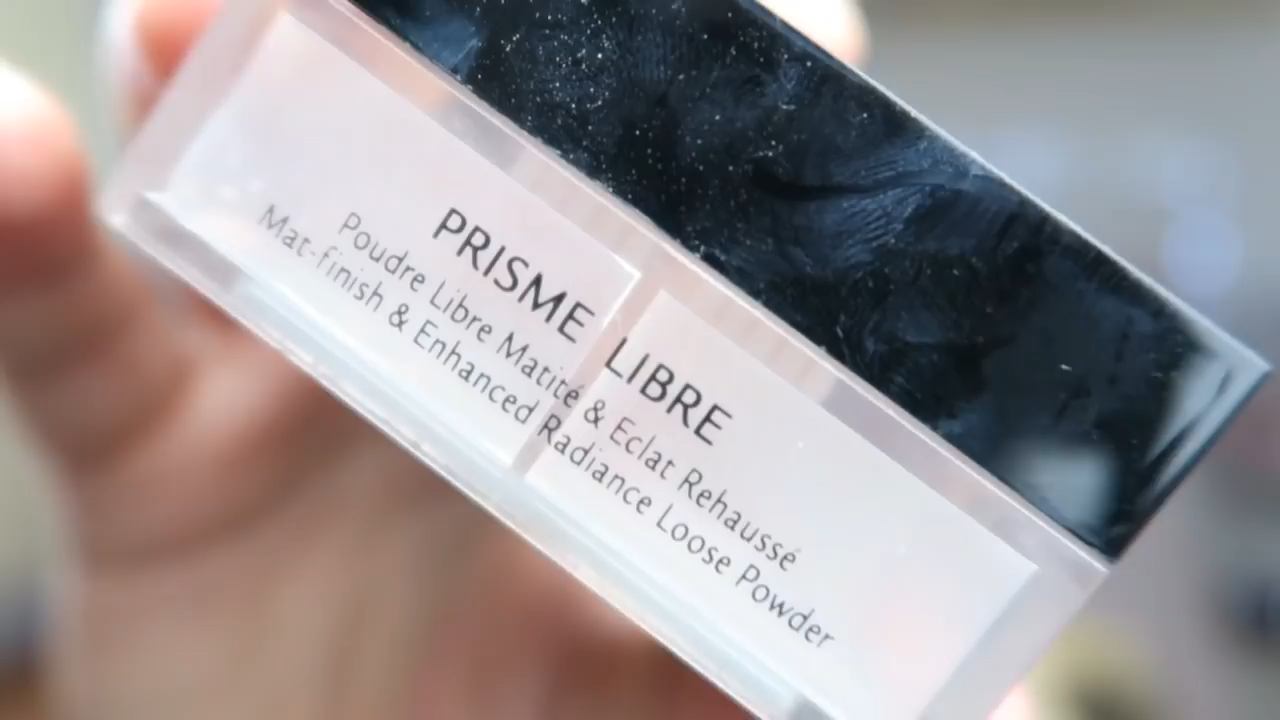 PRISME LIBRE
Poudre Libre Matité & Eclat Rehaussé
Mat-finish & Enhanced Radiance Loose Powder